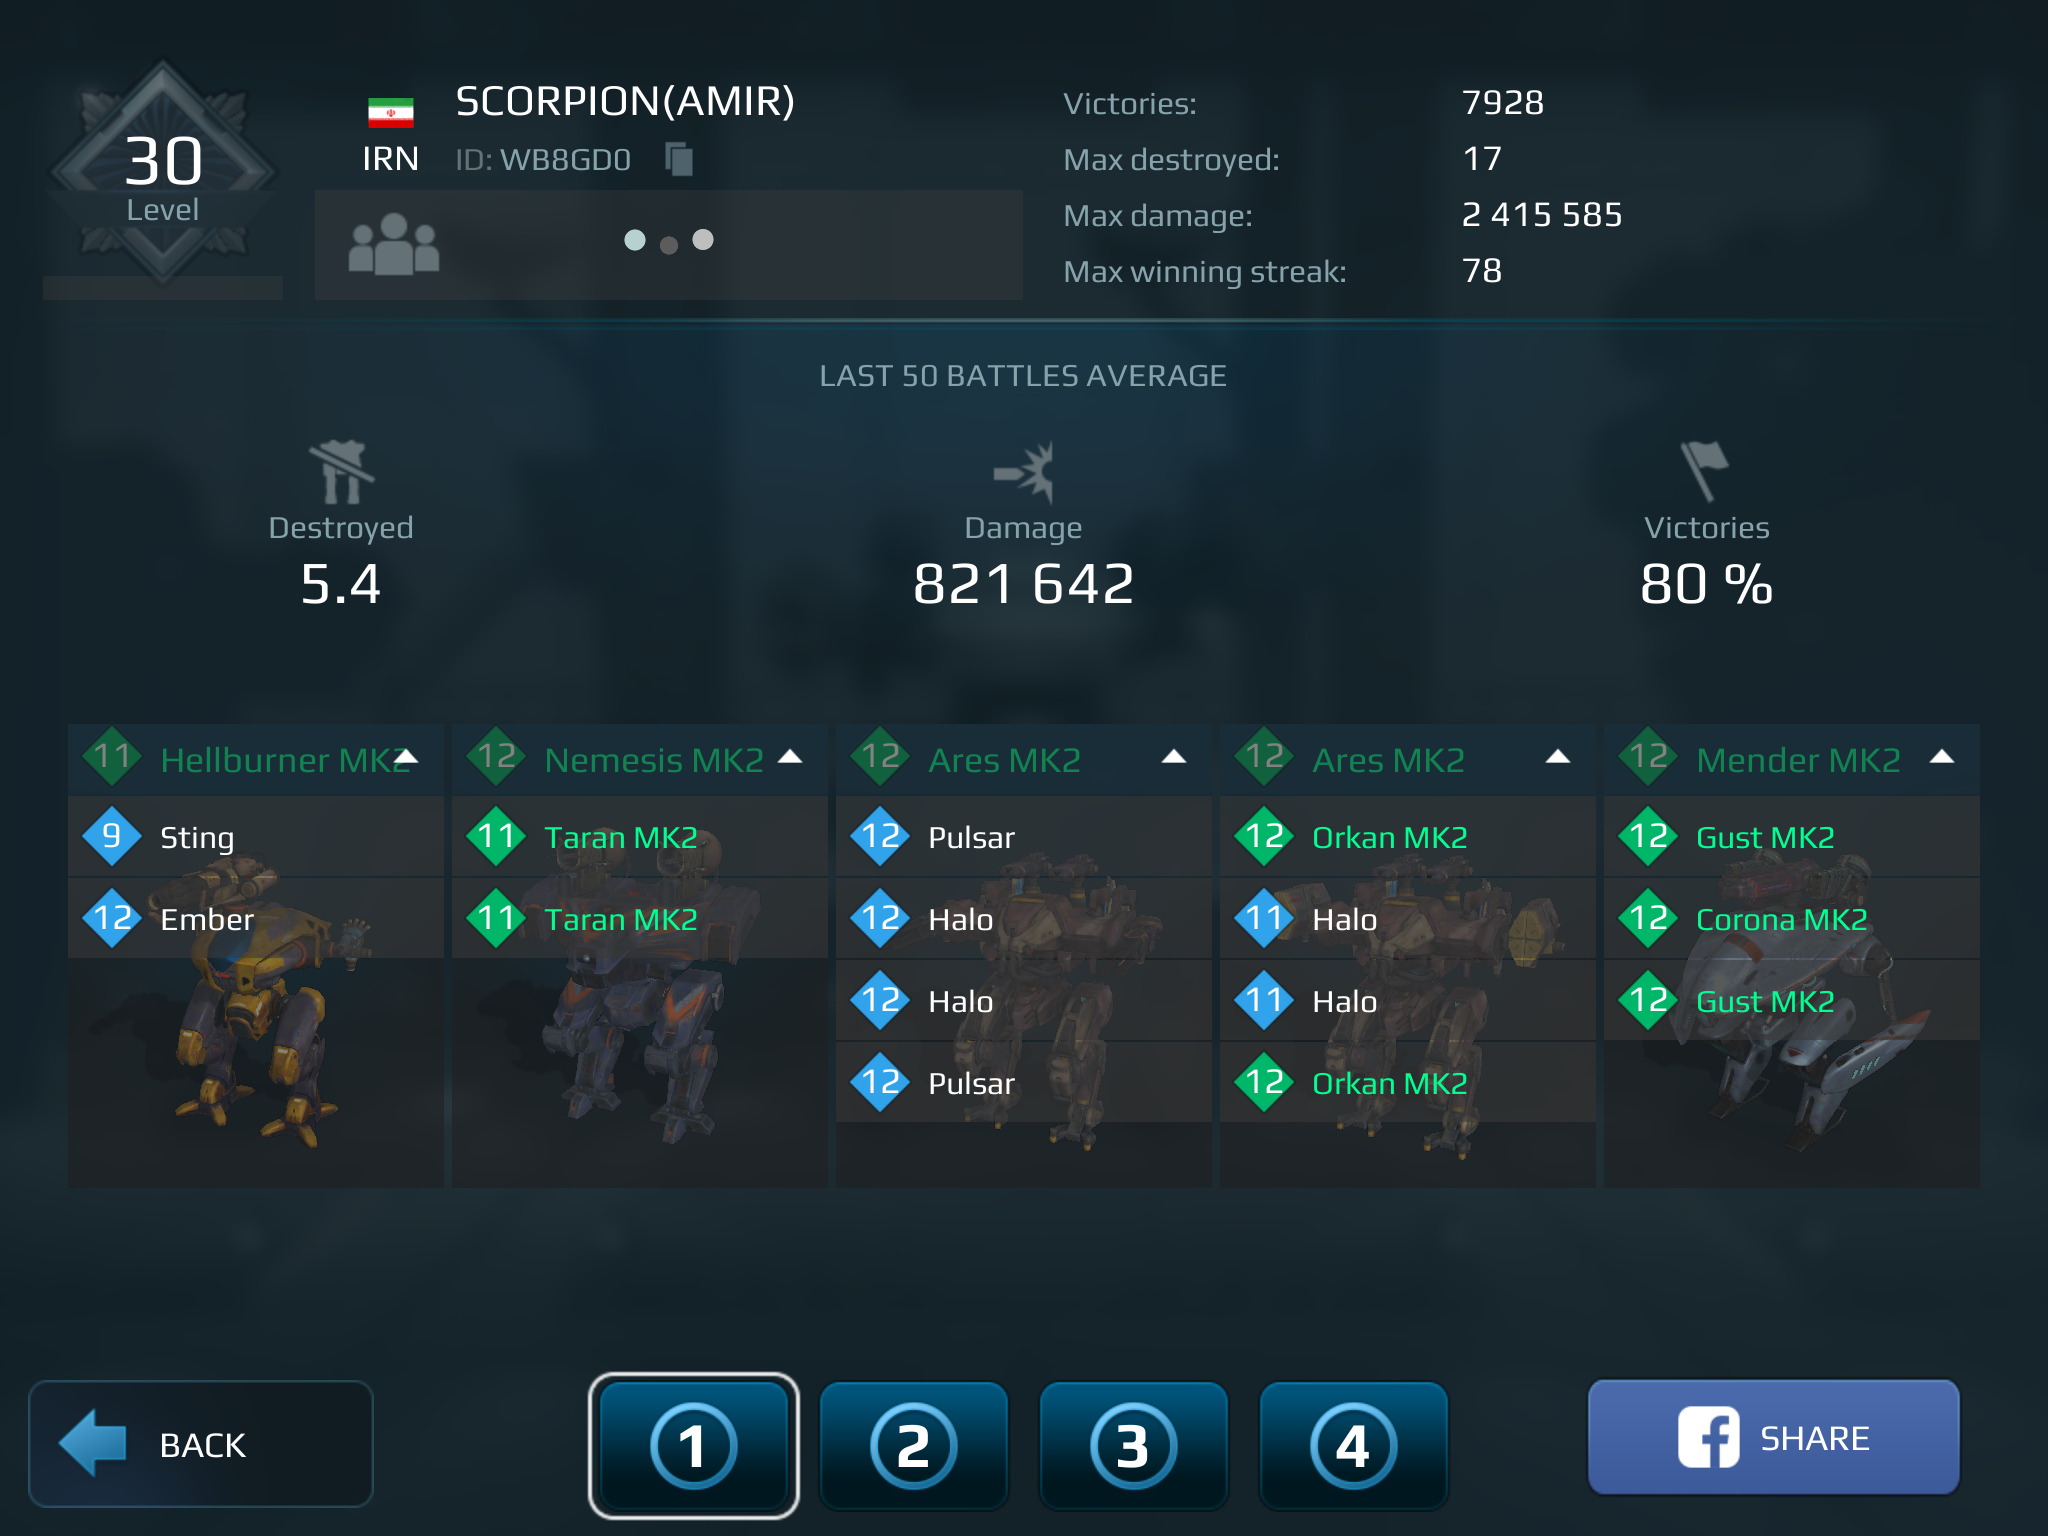 30
Level
IRN
SCORPION(AMIR)
ID: WB8GD0
Victories: 7928
Max destroyed: 17
Max damage: 2 415 585
Max winning streak: 78
LAST 50 BATTLES AVERAGE
Destroyed
5.4
Damage
821 642
Victories
80 %
11 Hellburner MK2
9 Sting
12 Ember
12 Nemesis MK2
11 Taran MK2
11 Taran MK2
12 Ares MK2
12 Pulsar
12 Halo
12 Halo
12 Pulsar
12 Ares MK2
12 Orkan MK2
11 Halo
11 Halo
12 Orkan MK2
12 Mender MK2
12 Gust MK2
12 Corona MK2
12 Gust MK2
BACK
1
2
3
4
SHARE